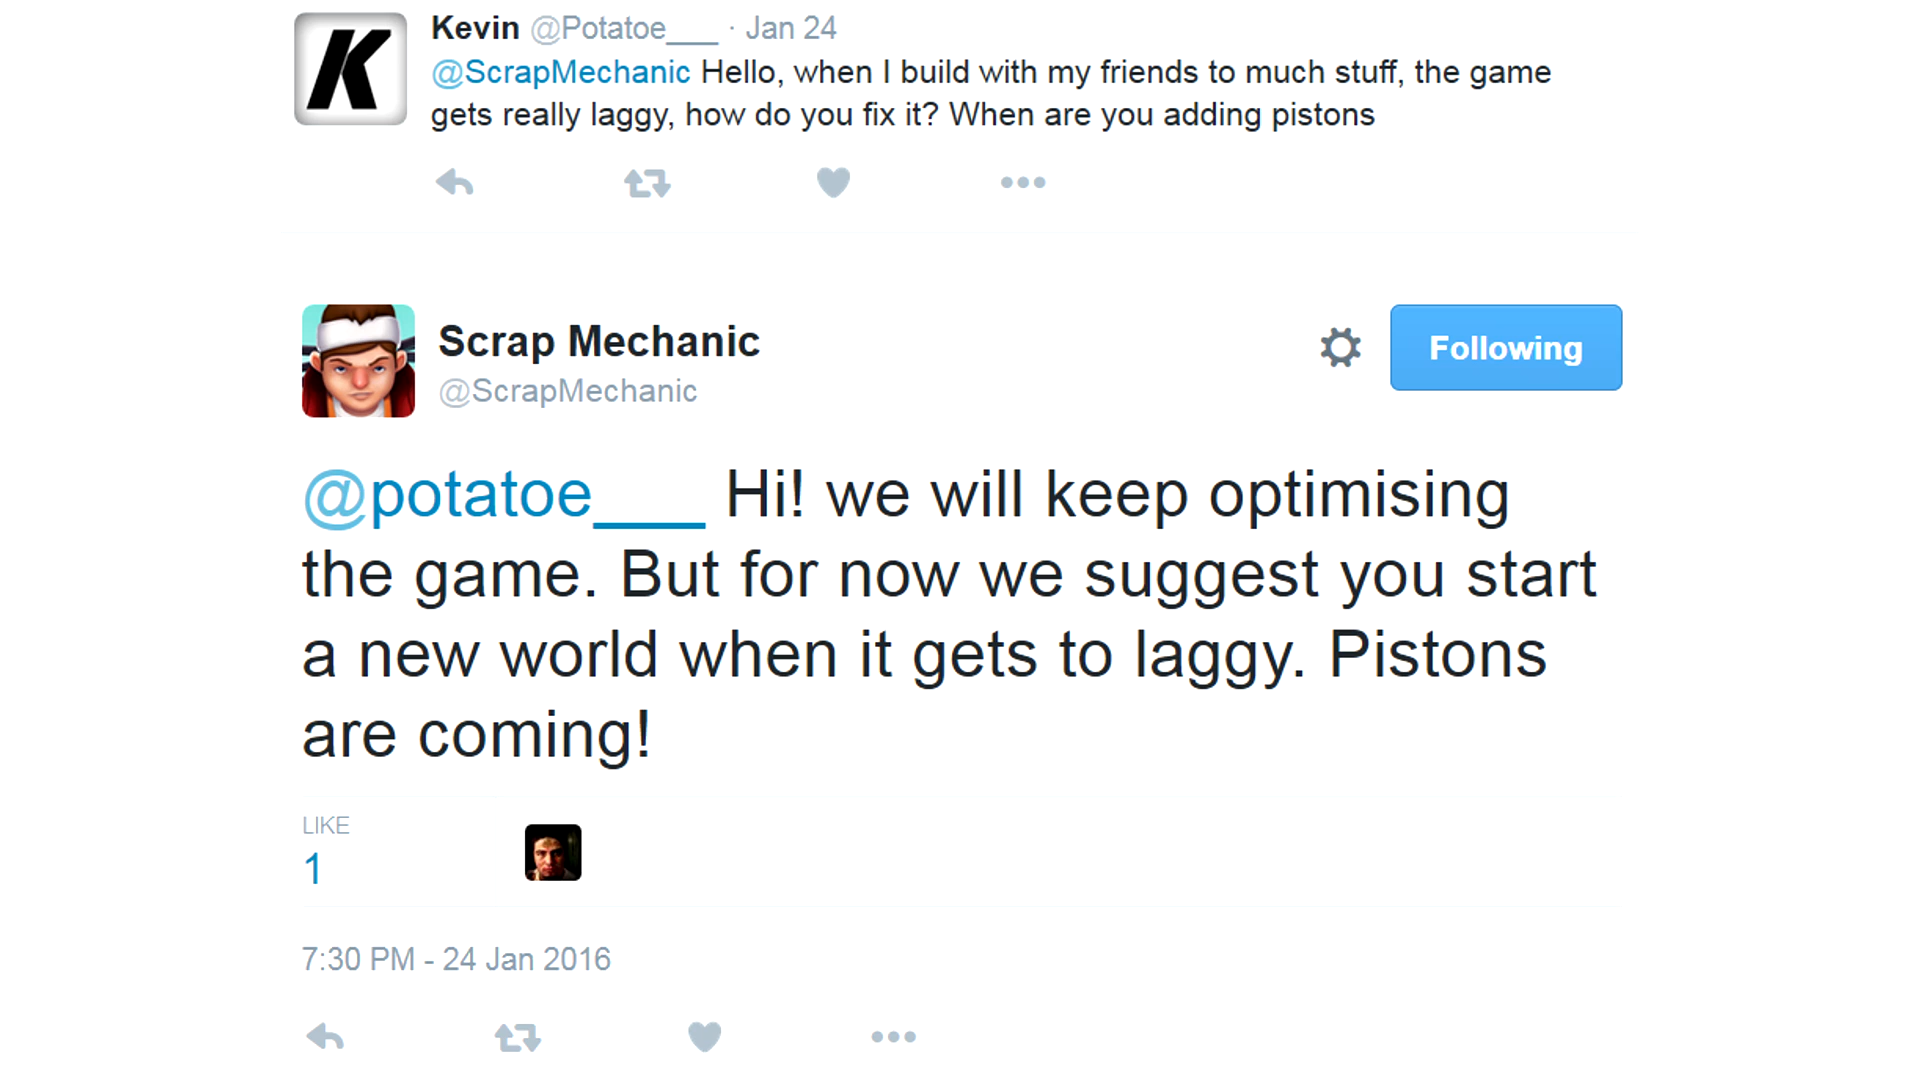 K
Kevin @Potatoe___ · Jan 24
@ScrapMechanic Hello, when I build with my friends to much stuff, the game
gets really laggy, how do you fix it? When are you adding pistons
Scrap Mechanic
@ScrapMechanic
Following
@potatoe___ Hi! we will keep optimising
the game. But for now we suggest you start
a new world when it gets to laggy. Pistons
are coming!
LIKE
1
7:30 PM - 24 Jan 2016